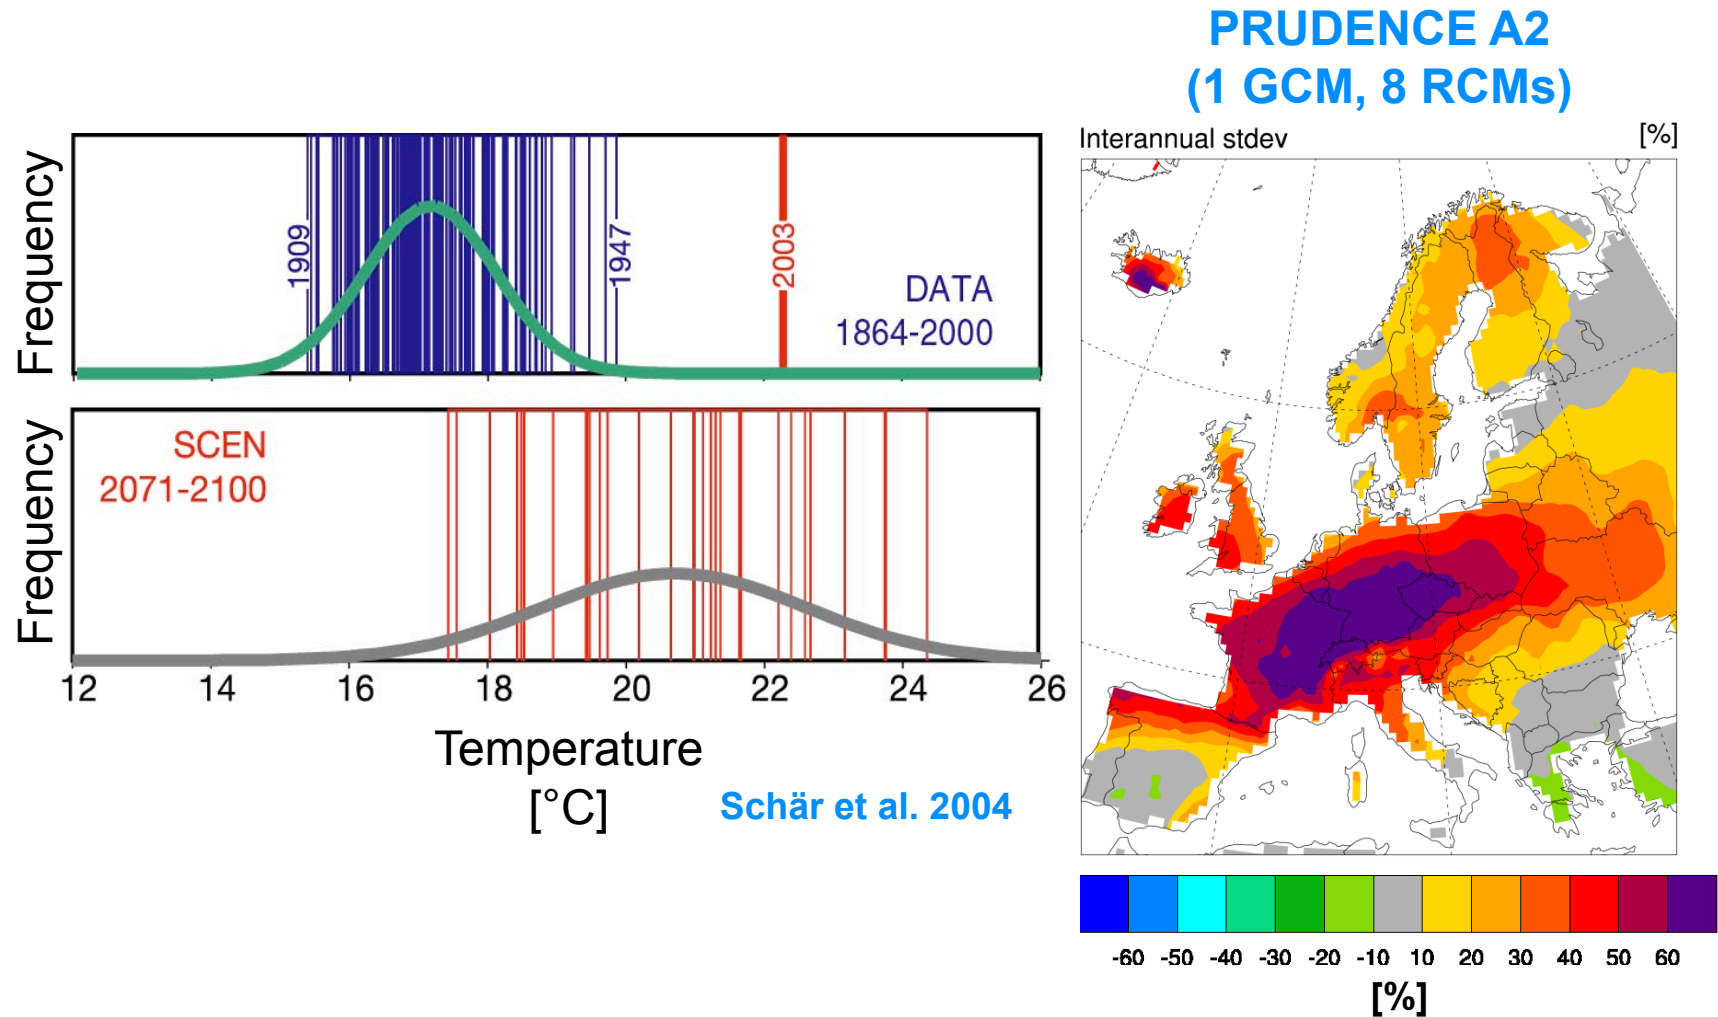 PRUDENCE A2
(1 GCM, 8 RCMs)
Interannual stdev [%]
Frequency
1909
1947
2003
DATA
1864-2000
Frequency
SCEN
2071-2100
12 14 16 18 20 22 24 26
Temperature
[°C]
Schär et al. 2004
-60 -50 -40 -30 -20 -10 10 20 30 40 50 60
[%]